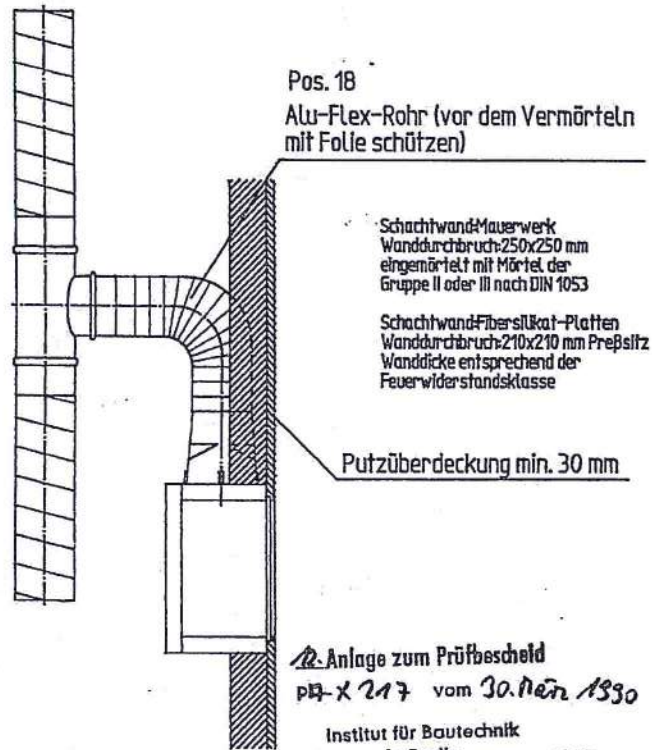 Pos. 18
Alu-Flex-Rohr (vor dem Vermörteln
mit Folie schützen)
Schachtwand:Mauerwerk
Wanddurchbruch:250x250 mm
eingemörtelt mit Mörtel der
Gruppe II oder III nach DIN 1053
Schachtwand:Fibersilikat-Platten
Wanddurchbruch:210x210 mm Preßsitz
Wanddicke entsprechend der
Feuerwiderstandsklasse
Putzüberdeckung min. 30 mm
12. Anlage zum Prüfbescheid
X 217 vom 30. März 1990
Institut für Bautechnik